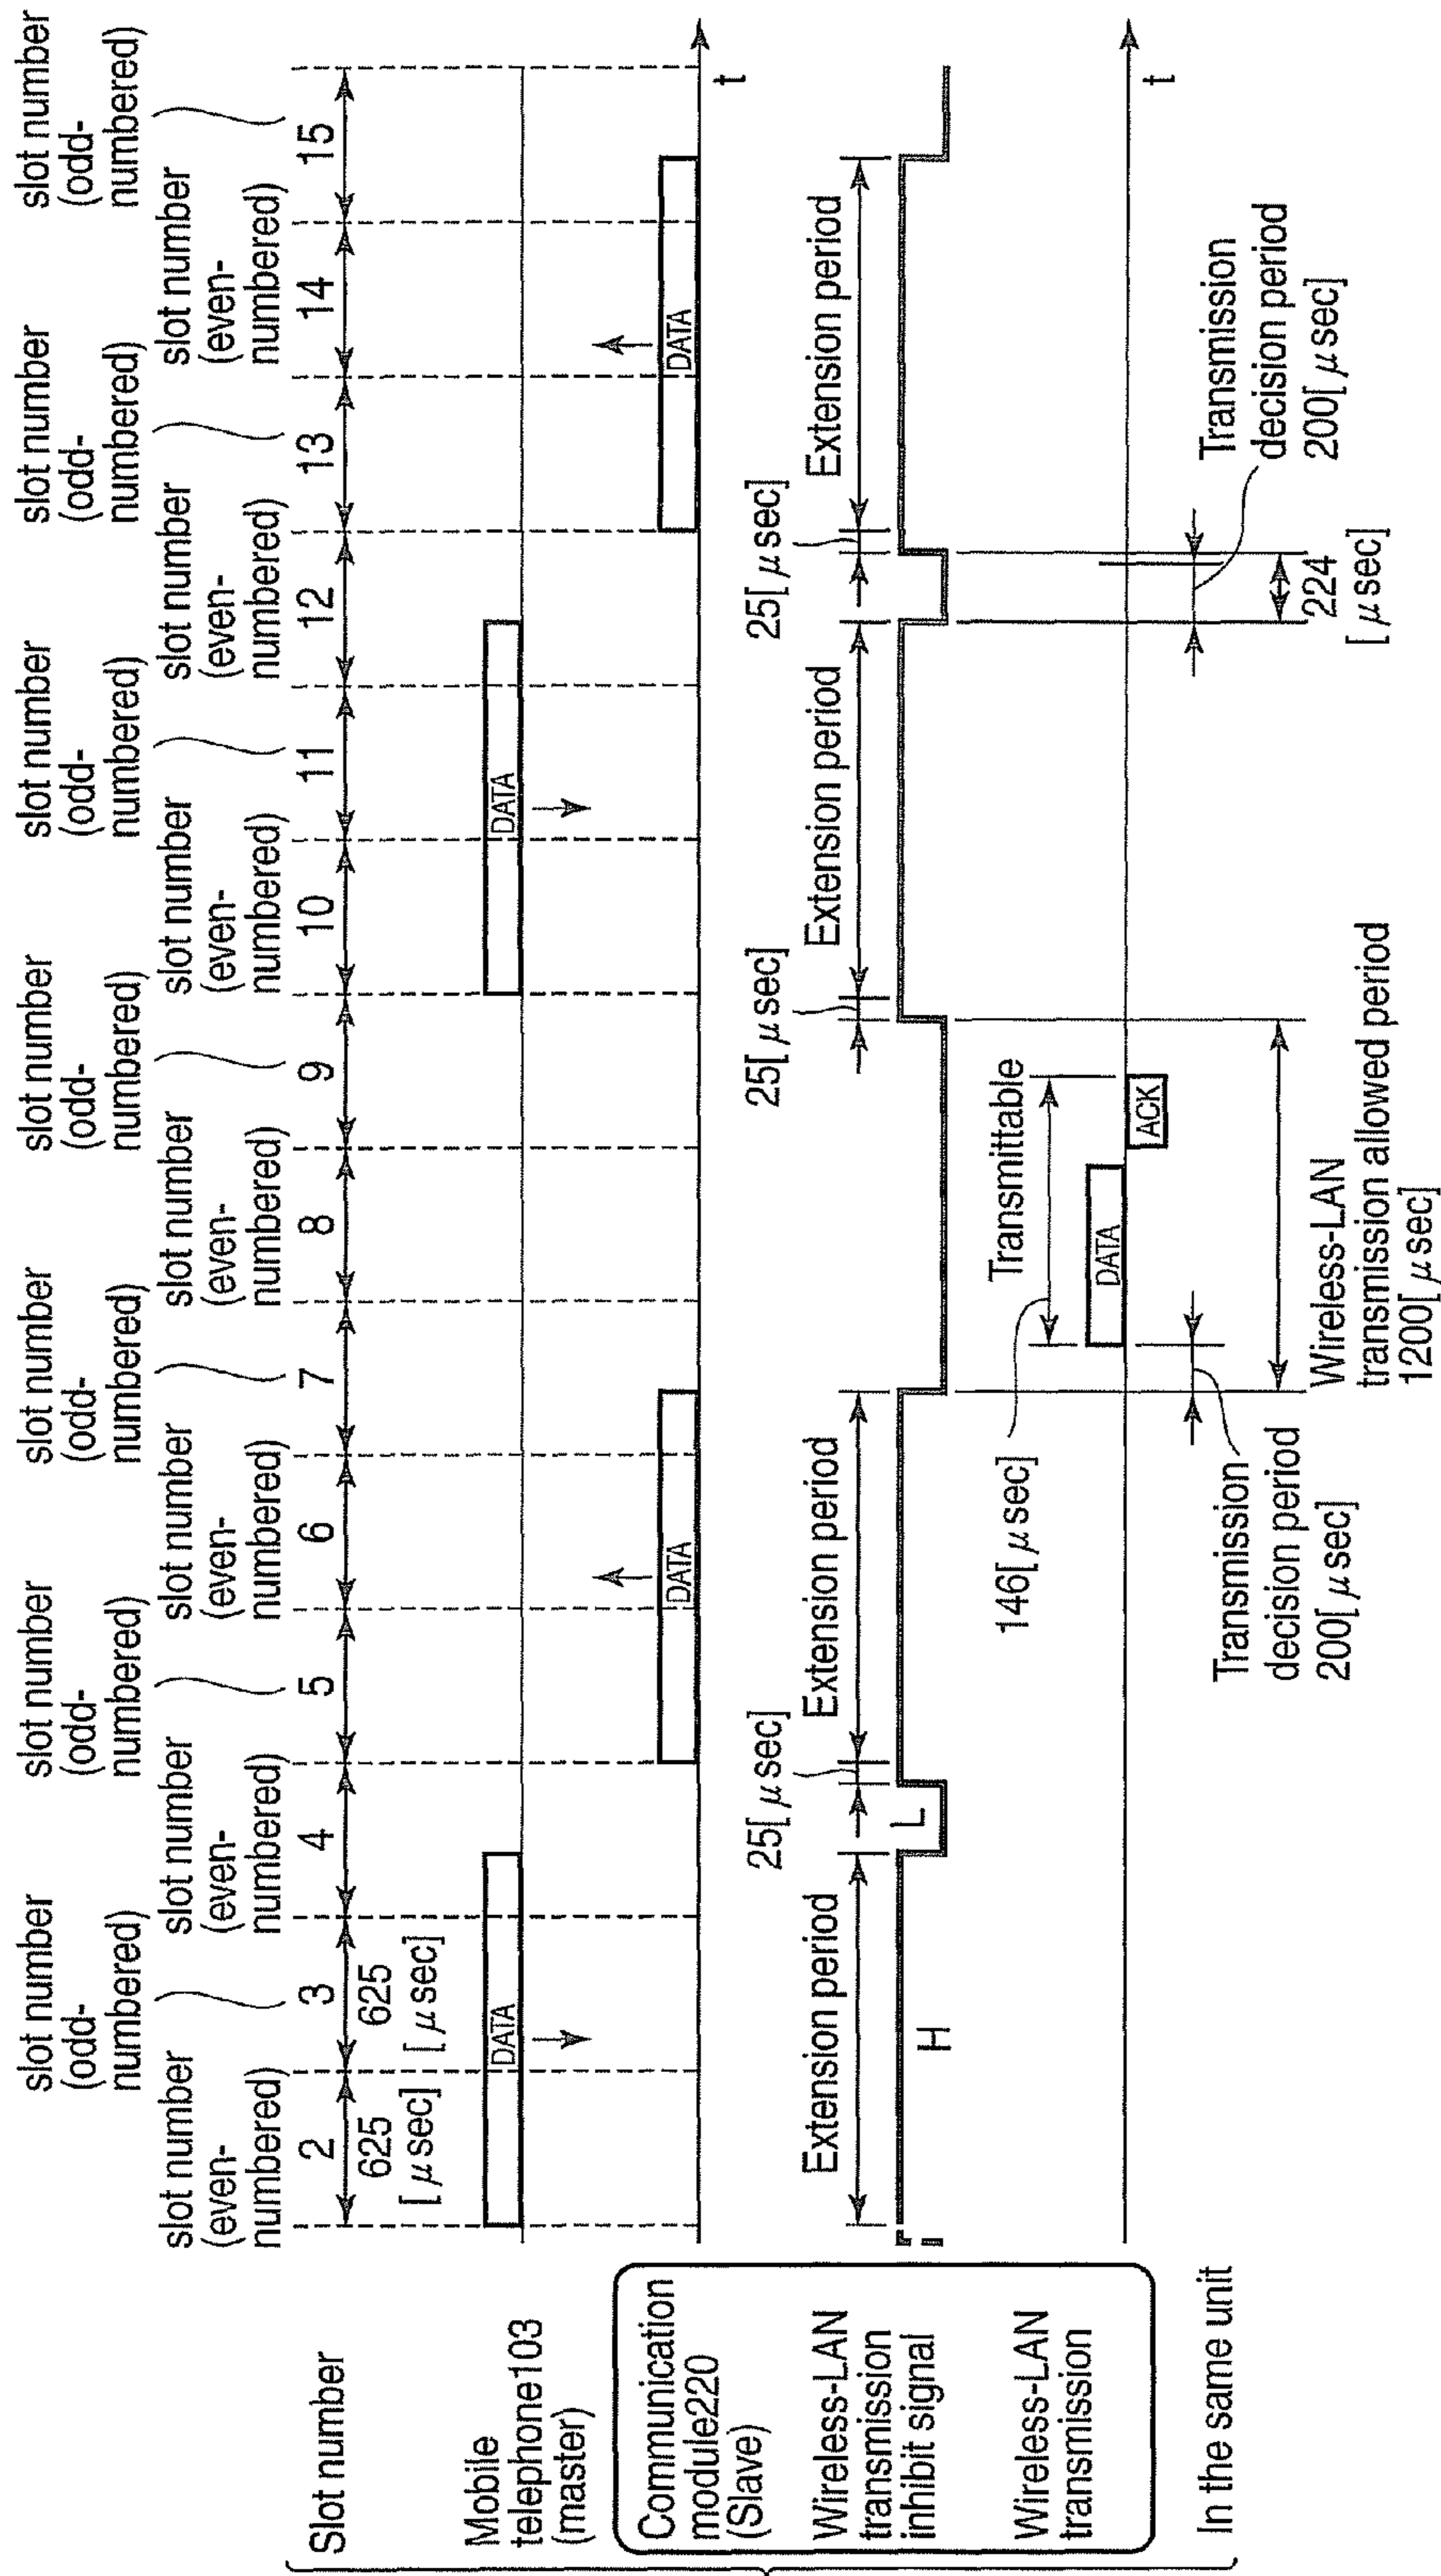 Slot number
slot number
(even-
numbered)
slot number
(odd-
numbered)
slot number
(even-
numbered)
slot number
(odd-
numbered)
slot number
(even-
numbered)
slot number
(odd-
numbered)
slot number
(even-
numbered)
slot number
(odd-
numbered)
slot number
(even-
numbered)
slot number
(odd-
numbered)
slot number
(even-
numbered)
slot number
(odd-
numbered)
slot number
(even-
numbered)
slot number
(odd-
numbered)
2 3 4 5 6 7 8 9 10 11 12 13 14 15
625
[μsec]
625
[μsec]
Mobile
telephone103
(master)
DATA
DATA
Communication
module220
(Slave)
DATA
DATA
t
Wireless-LAN
transmission
inhibit signal
25[μsec]
25[μsec]
25[μsec]
Extension period
Extension period
Extension period
Extension period
H
L
Wireless-LAN
transmission
146[μsec]
Transmittable
DATA
ACK
t
Transmission
decision period
200[μsec]
Wireless-LAN
transmission allowed period
1200[μsec]
224
[μsec]
Transmission
decision period
200[μsec]
In the same unit